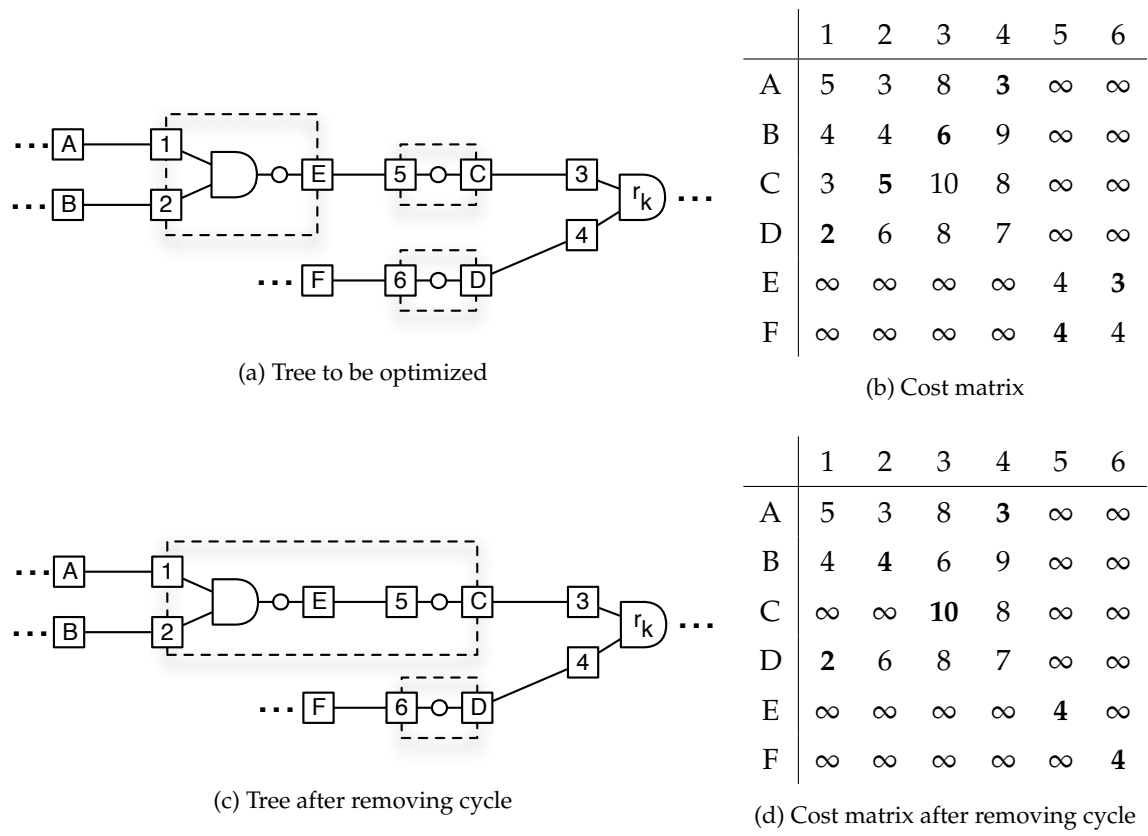 A 1 E 5 C 3
B 2 r_k
4
F 6 D
(a) Tree to be optimized
1 2 3 4 5 6
A 5 3 8 3 ∞ ∞
B 4 4 6 9 ∞ ∞
C 3 5 10 8 ∞ ∞
D 2 6 8 7 ∞ ∞
E ∞ ∞ ∞ ∞ 4 3
F ∞ ∞ ∞ ∞ 4 4
(b) Cost matrix
A 1 E 5 C 3
B 2 r_k
4
F 6 D
(c) Tree after removing cycle
1 2 3 4 5 6
A 5 3 8 3 ∞ ∞
B 4 4 6 9 ∞ ∞
C ∞ ∞ 10 8 ∞ ∞
D 2 6 8 7 ∞ ∞
E ∞ ∞ ∞ ∞ 4 ∞
F ∞ ∞ ∞ ∞ ∞ 4
(d) Cost matrix after removing cycle